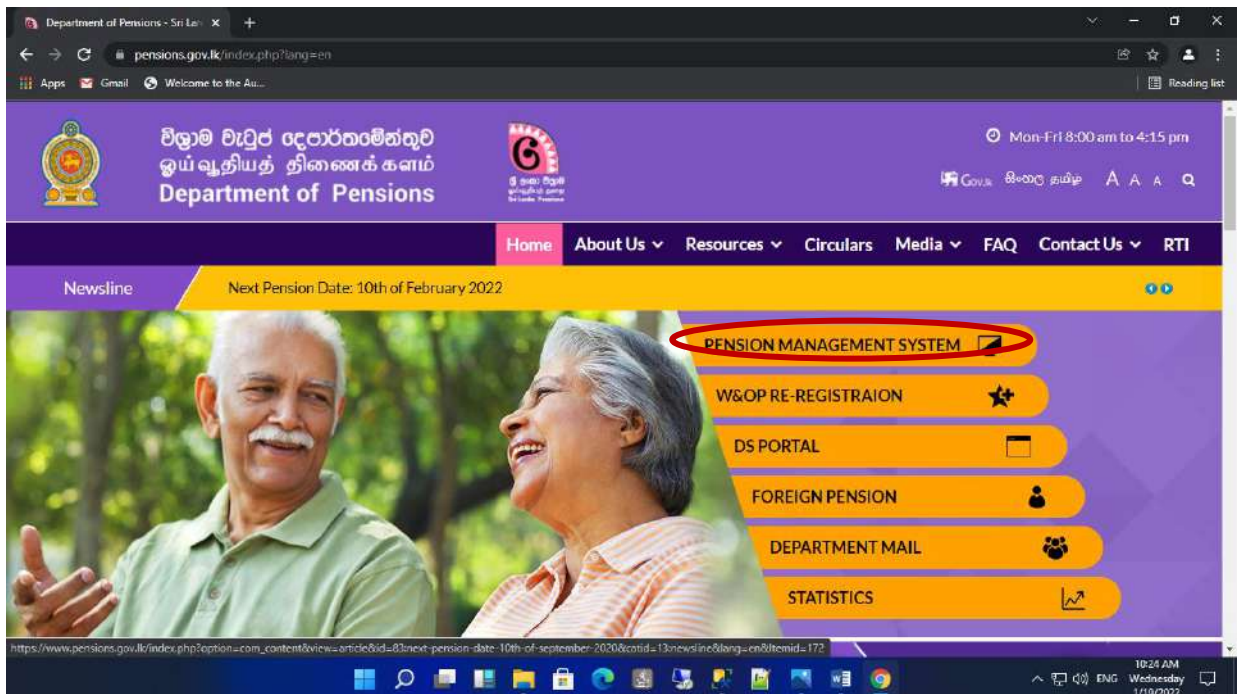 Department of Pensions - Sri Lan
pensions.gov.lk/index.php?lang=en
Apps Gmail Welcome to the Au... Reading list
විශ්‍රාම වැටුප් දෙපාර්තමේන්තුව
ஓய்வூதியத் திணைக்களம்
Department of Pensions
Mon-Fri 8:00 am to 4:15 pm
Gov.lk සිංහල தமிழ் A A A
Home About Us Resources Circulars Media FAQ Contact Us RTI
Newsline Next Pension Date: 10th of February 2022
PENSION MANAGEMENT SYSTEM
W&OP RE-REGISTRAION
DS PORTAL
FOREIGN PENSION
DEPARTMENT MAIL
STATISTICS
https://www.pensions.gov.lk/index.php?option=com_content&view=article&id=83:next-pension-date-10th-of-september-2020&catid=13:newsline&lang=en&Itemid=172
10:24 AM
ENG Wednesday
1/19/2022